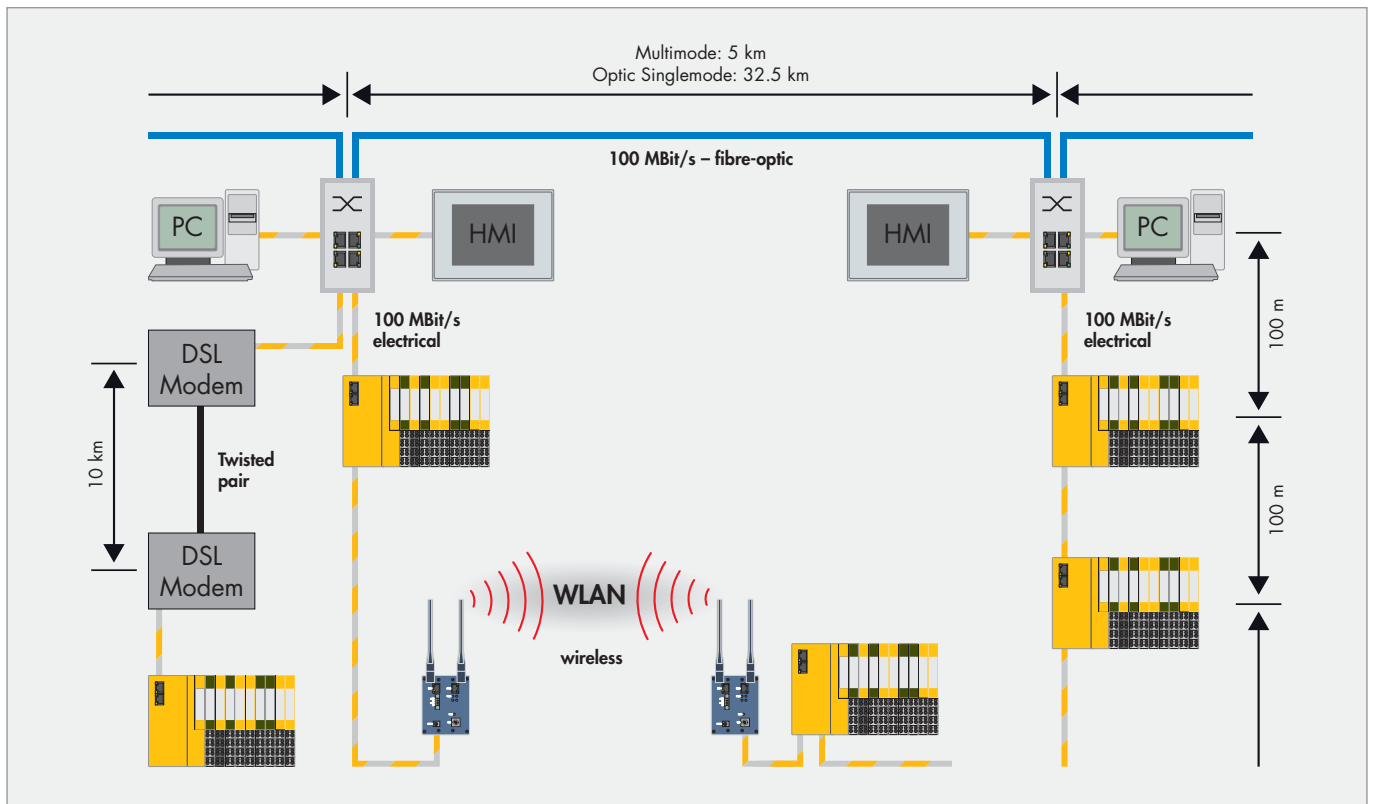 Multimode: 5 km
Optic Singlemode: 32.5 km
100 MBit/s – fibre-optic
PC
HMI
HMI
PC
100 MBit/s
electrical
100 MBit/s
electrical
100 m
DSL
Modem
10 km
Twisted
pair
100 m
DSL
Modem
WLAN
wireless